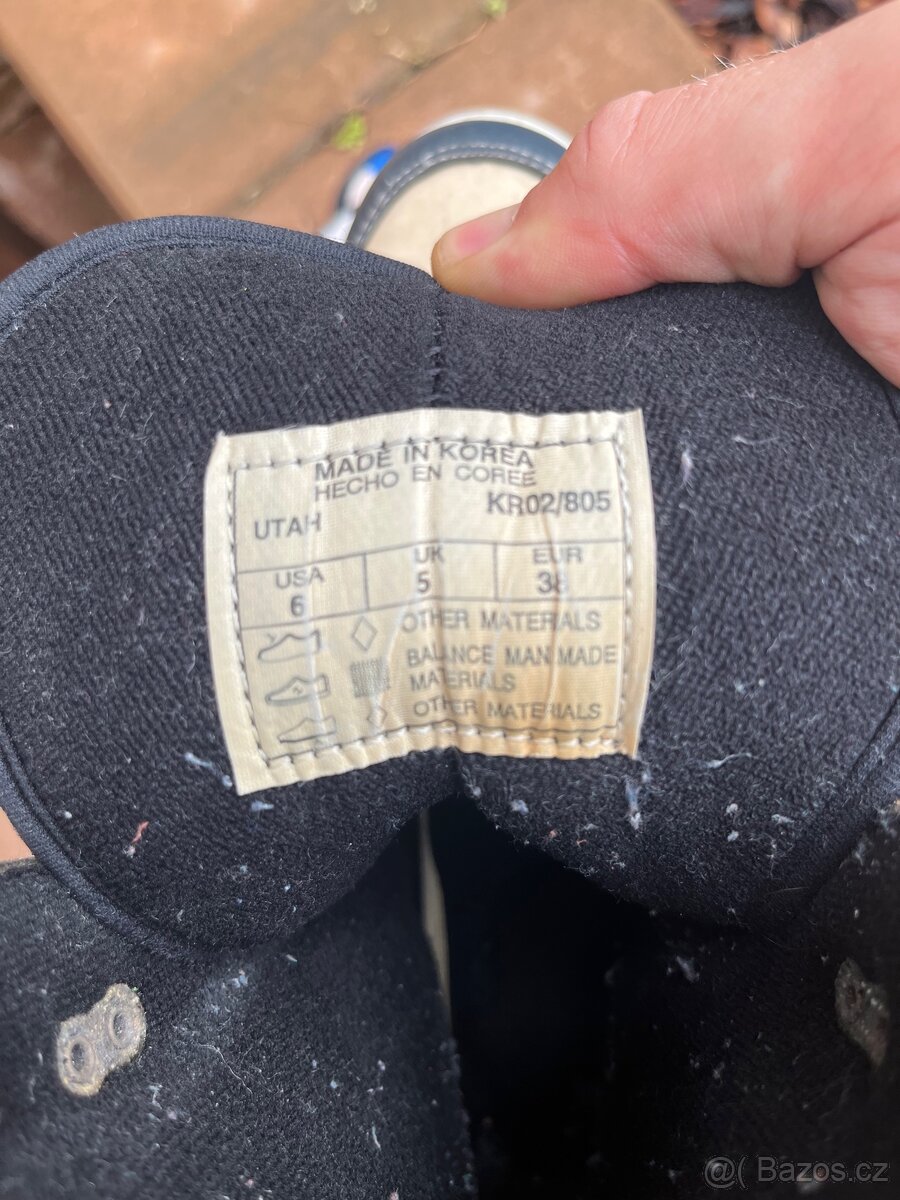 MADE IN KOREA
HECHO EN COREE
KR02/805
UTAH
USA UK EUR
6 5 38
OTHER MATERIALS
BALANCE MAN MADE
MATERIALS
OTHER MATERIALS
@( Bazos.cz